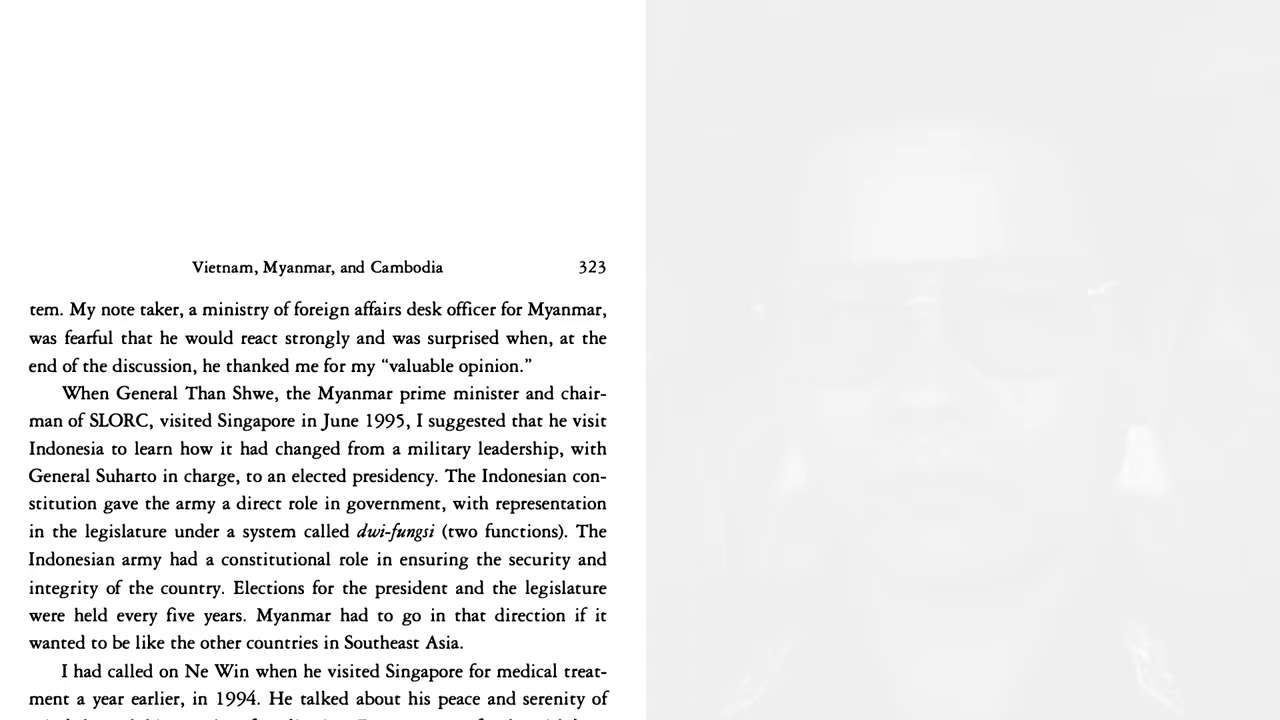 Vietnam, Myanmar, and Cambodia 323
tem. My note taker, a ministry of foreign affairs desk officer for Myanmar,
was fearful that he would react strongly and was surprised when, at the
end of the discussion, he thanked me for my “valuable opinion.”
When General Than Shwe, the Myanmar prime minister and chair-
man of SLORC, visited Singapore in June 1995, I suggested that he visit
Indonesia to learn how it had changed from a military leadership, with
General Suharto in charge, to an elected presidency. The Indonesian con-
stitution gave the army a direct role in government, with representation
in the legislature under a system called dwi-fungsi (two functions). The
Indonesian army had a constitutional role in ensuring the security and
integrity of the country. Elections for the president and the legislature
were held every five years. Myanmar had to go in that direction if it
wanted to be like the other countries in Southeast Asia.
I had called on Ne Win when he visited Singapore for medical treat-
ment a year earlier, in 1994. He talked about his peace and serenity of